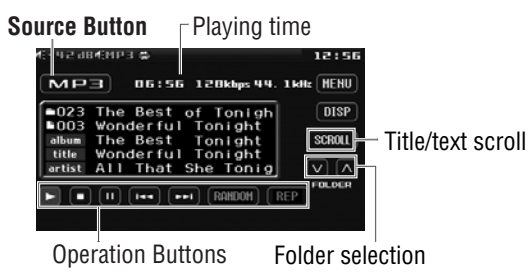 Source Button
Playing time
-42dB MP3
12:56
MP3 06:56 128kbps 44. 1kHz MENU
023 The Best of Tonigh DISP
003 Wonderful Tonight
album The Best Tonight SCROLL
title Wonderful Tonight
artist All That She Tonig
Title/text scroll
FOLDER
RANDOM REP
Operation Buttons
Folder selection